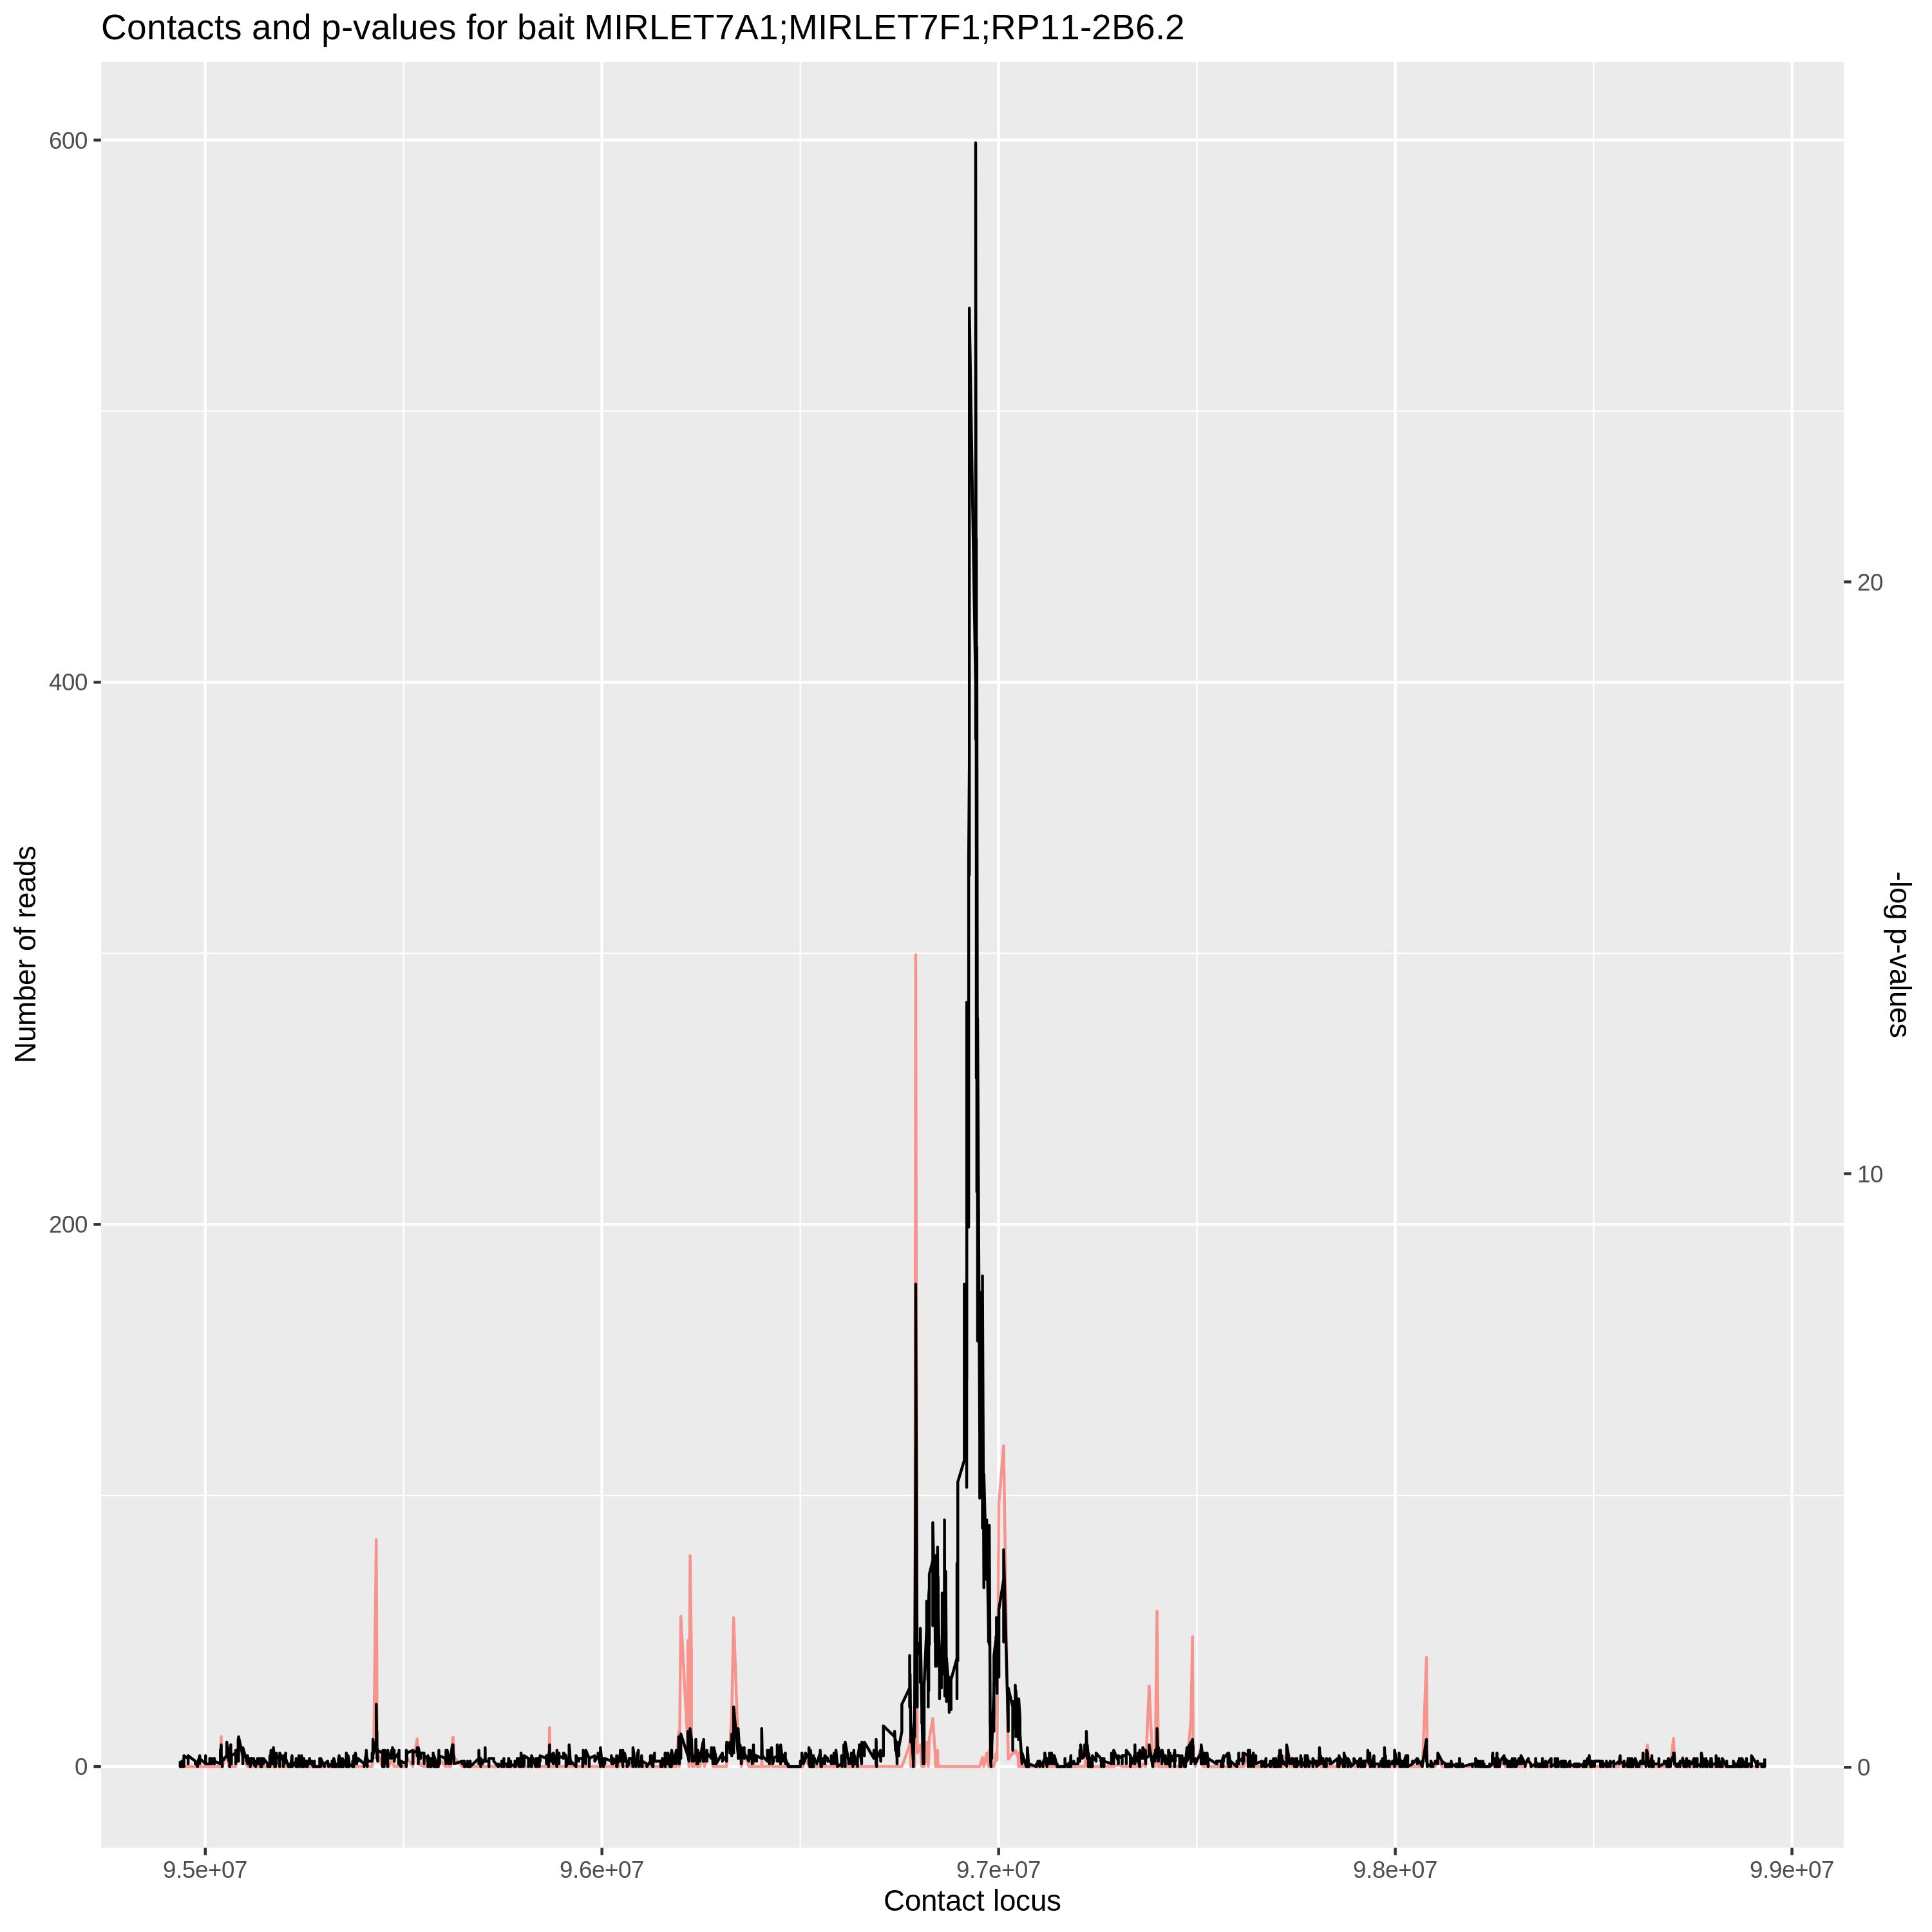 Contacts and p-values for bait MIRLET7A1;MIRLET7F1;RP11-2B6.2
600
400
200
0
Number of reads
20
10
0
-log p-values
9.5e+07
9.6e+07
9.7e+07
9.8e+07
9.9e+07
Contact locus